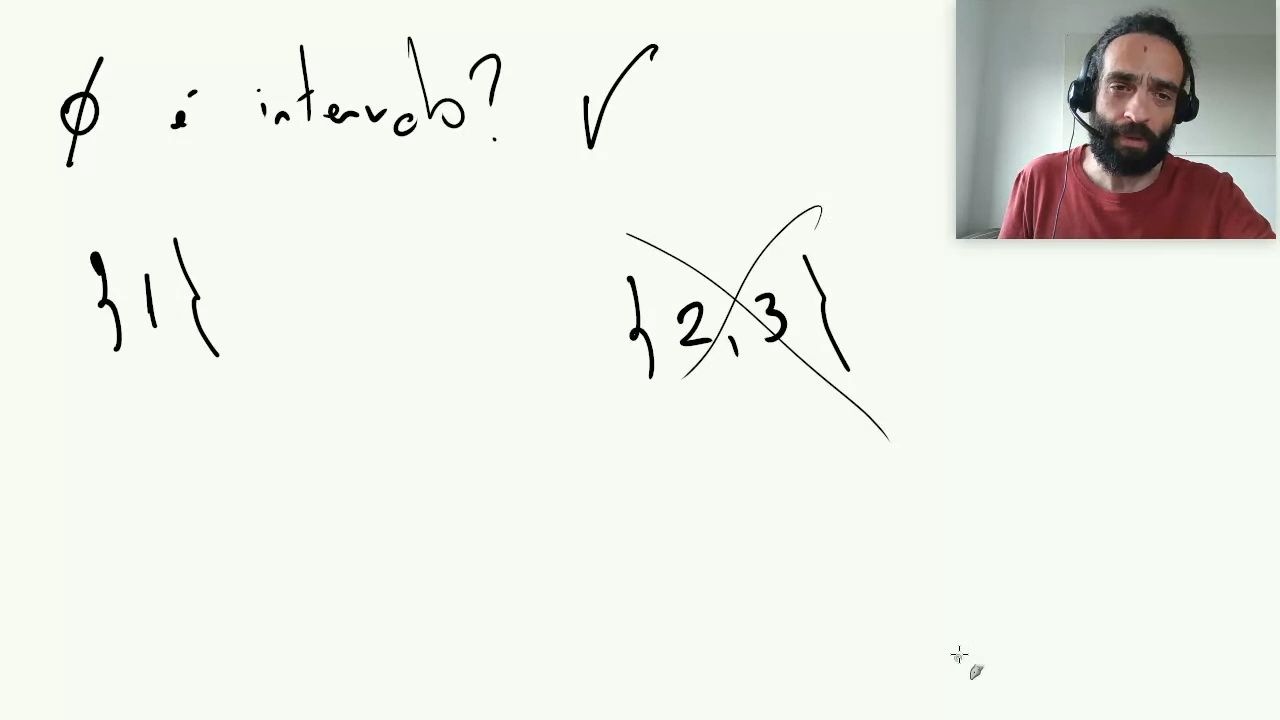 ∅ é intervalo? ✓
{1} {2,3}